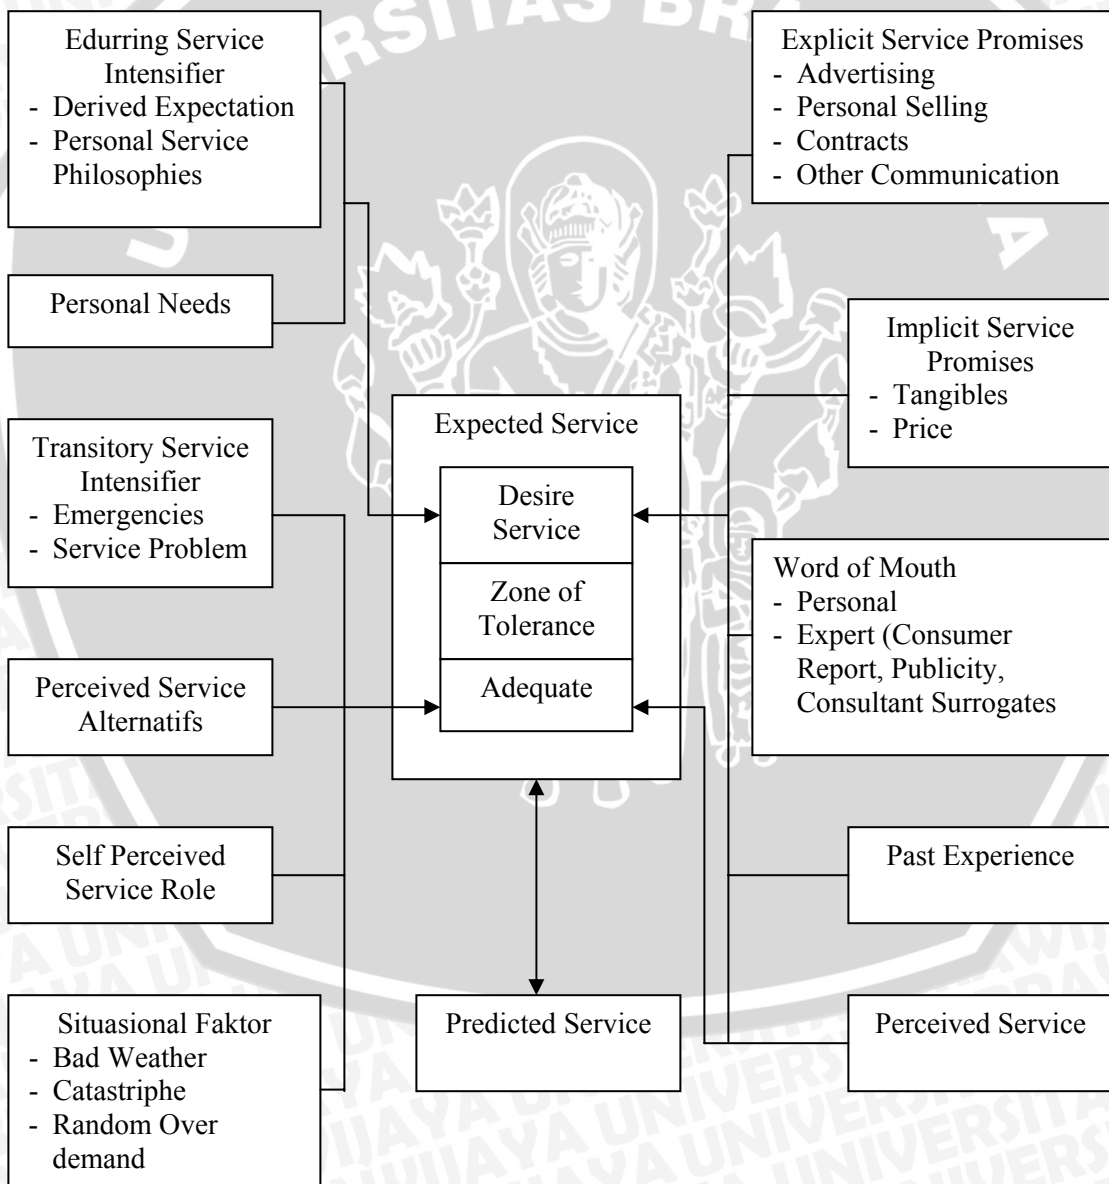 Edurring Service
Intensifier
- Derived Expectation
- Personal Service
Philosophies
Personal Needs
Transitory Service
Intensifier
- Emergencies
- Service Problem
Perceived Service
Alternatifs
Self Perceived
Service Role
Situasional Faktor
- Bad Weather
- Catastriphe
- Random Over
demand
Expected Service
Desire
Service
Zone of
Tolerance
Adequate
Predicted Service
Explicit Service Promises
- Advertising
- Personal Selling
- Contracts
- Other Communication
Implicit Service
Promises
- Tangibles
- Price
Word of Mouth
- Personal
- Expert (Consumer
Report, Publicity,
Consultant Surrogates
Past Experience
Perceived Service